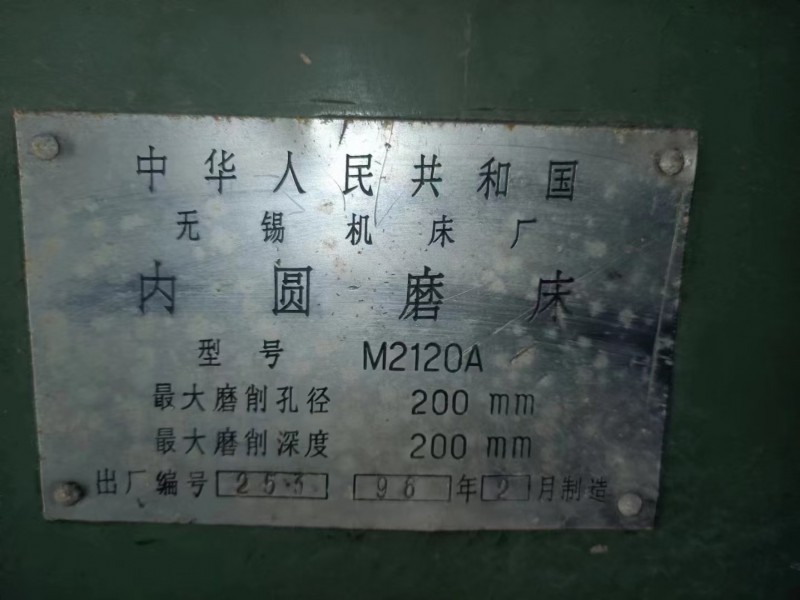 中华人民共和国
无锡机床厂
内圆磨床
型号 M2120A
最大磨削孔径 200 mm
最大磨削深度 200 mm
出厂编号 253 96年2月制造